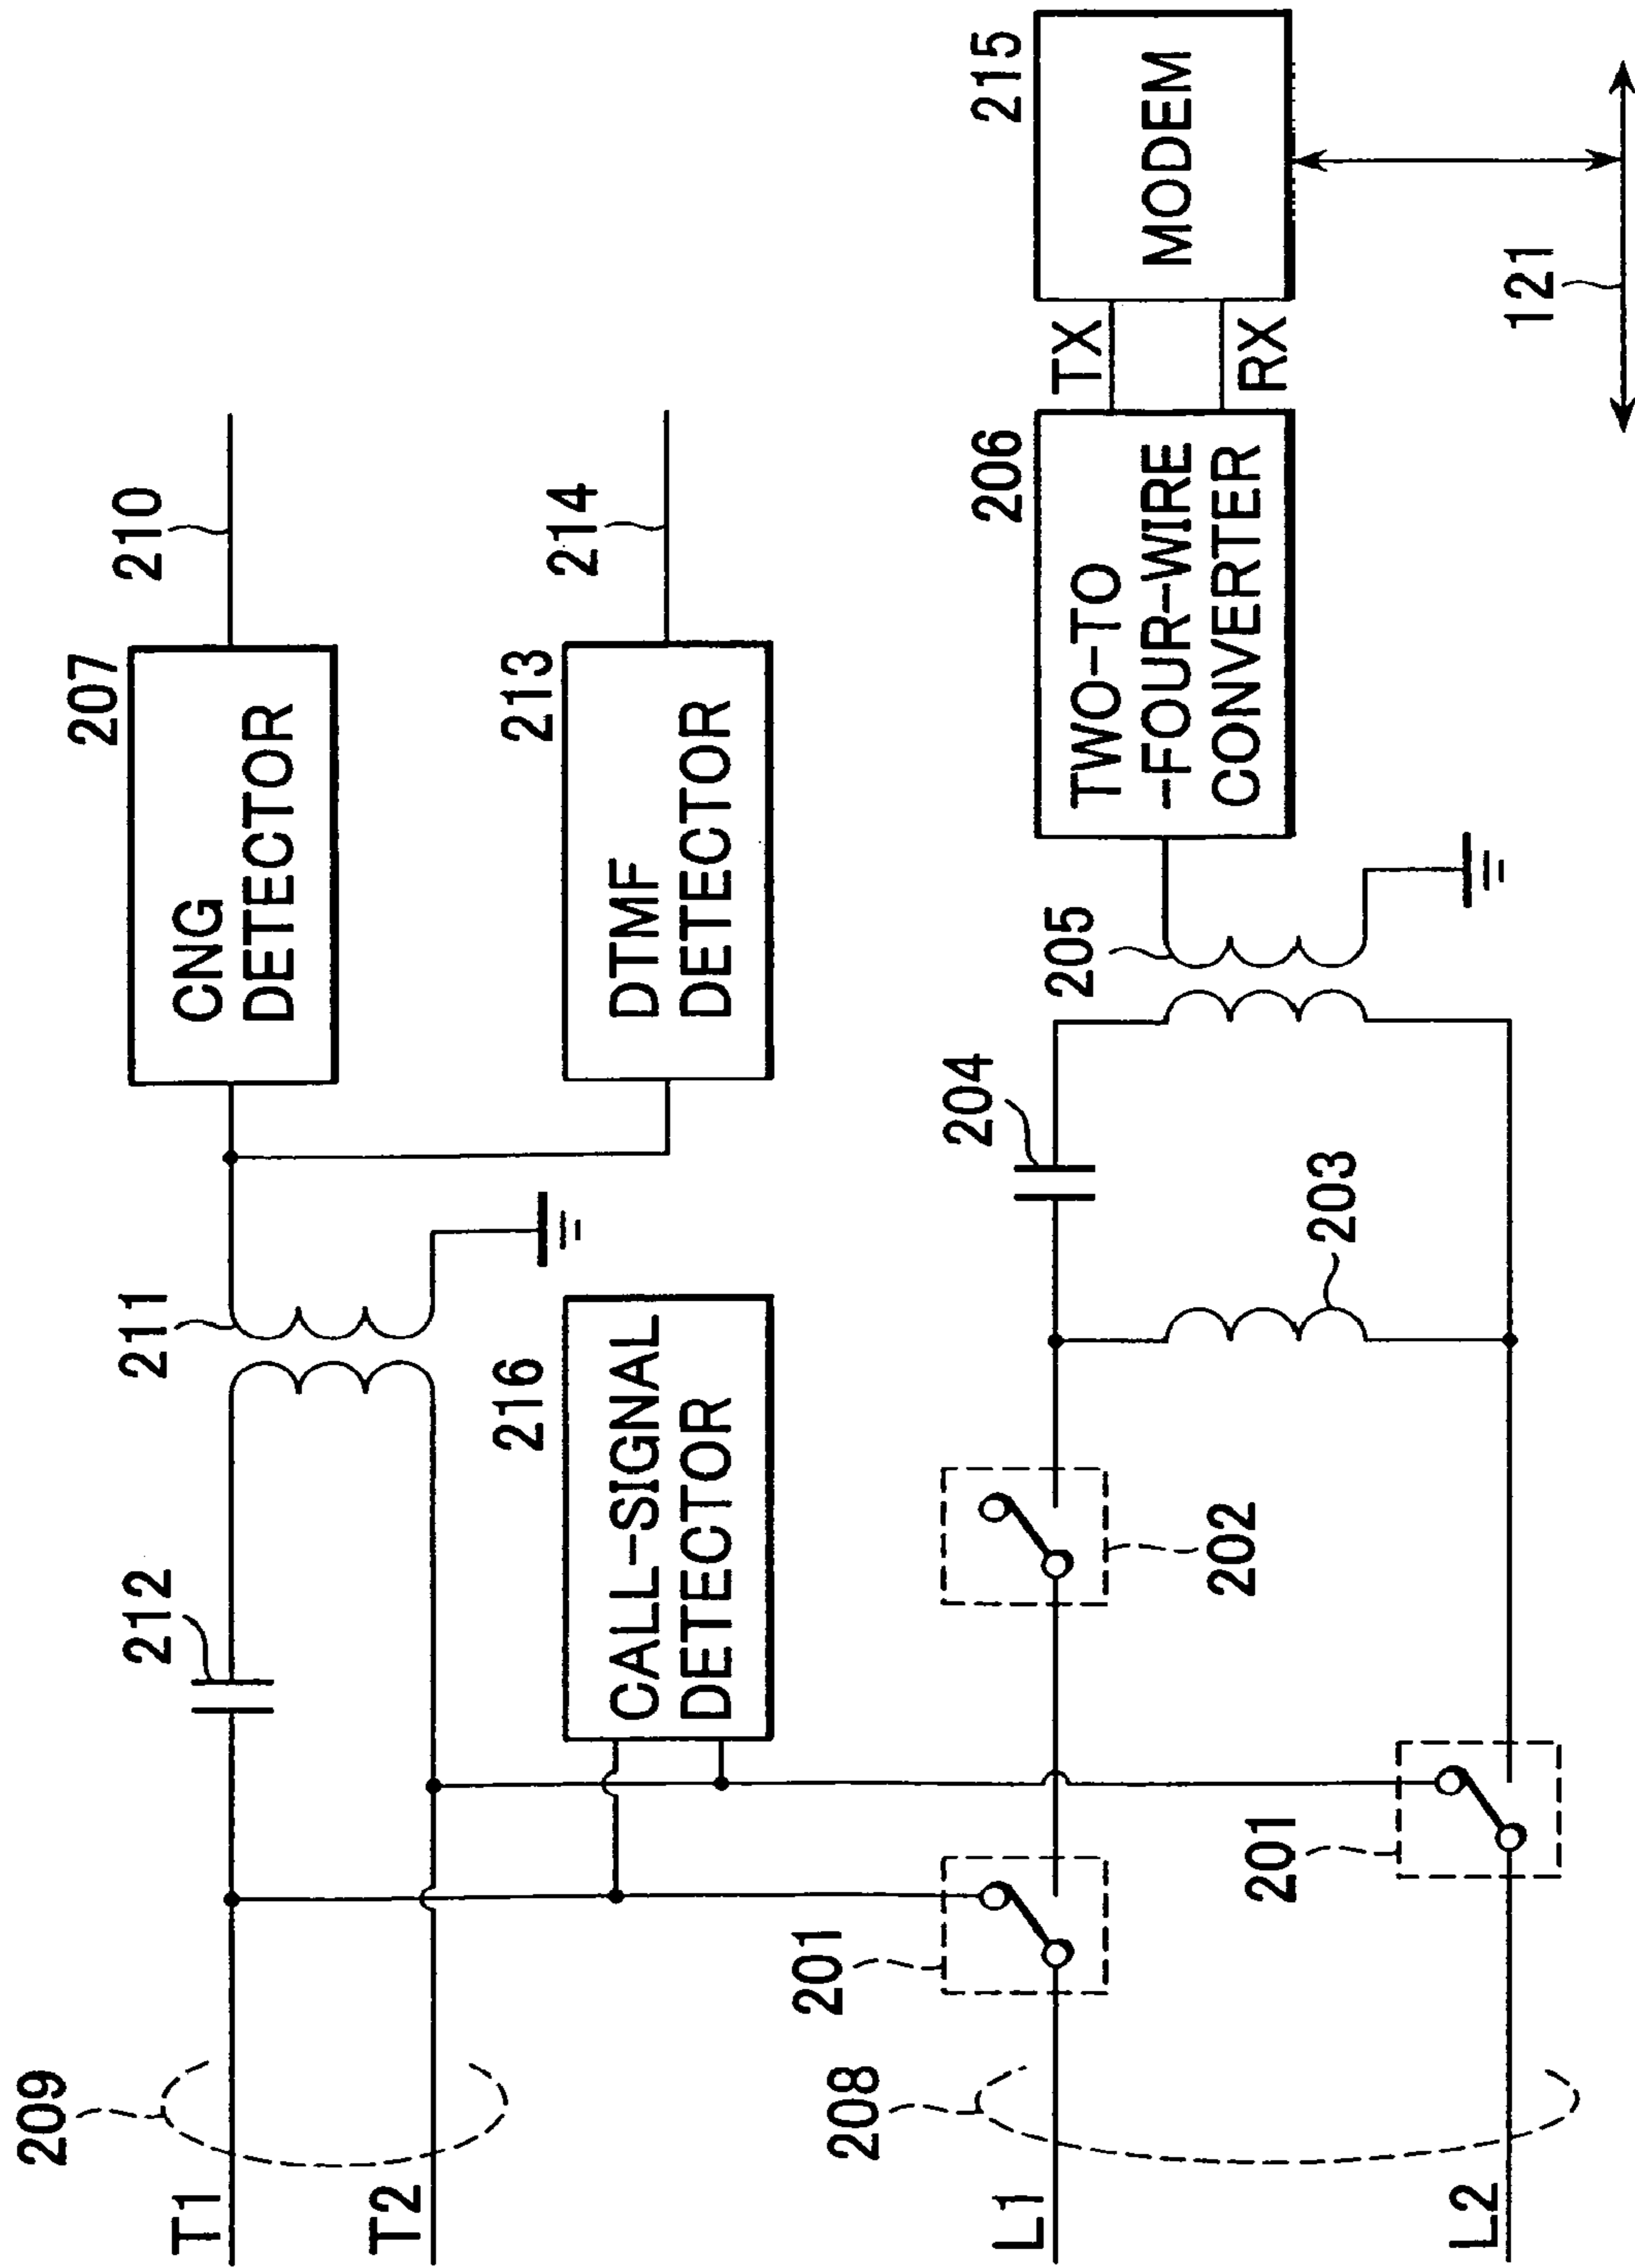 209
T1
T2
212
211
207
CNG
DETECTOR
210
213
DTMF
DETECTOR
214
216
CALL-SIGNAL
DETECTOR
208
L1
L2
201
201
202
203
204
205
206
TWO-TO
-FOUR-WIRE
CONVERTER
TX
RX
215
MODEM
121